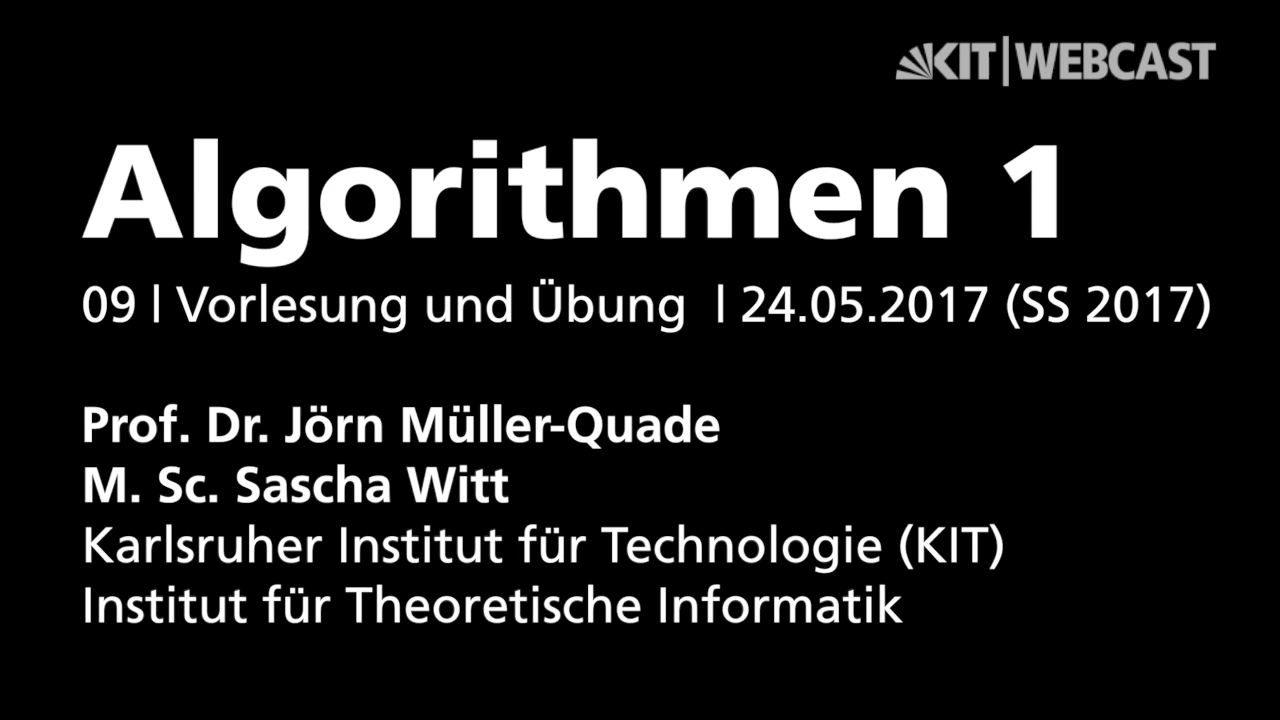 KIT|WEBCAST
Algorithmen 1
09 | Vorlesung und Übung | 24.05.2017 (SS 2017)
Prof. Dr. Jörn Müller-Quade
M. Sc. Sascha Witt
Karlsruher Institut für Technologie (KIT)
Institut für Theoretische Informatik